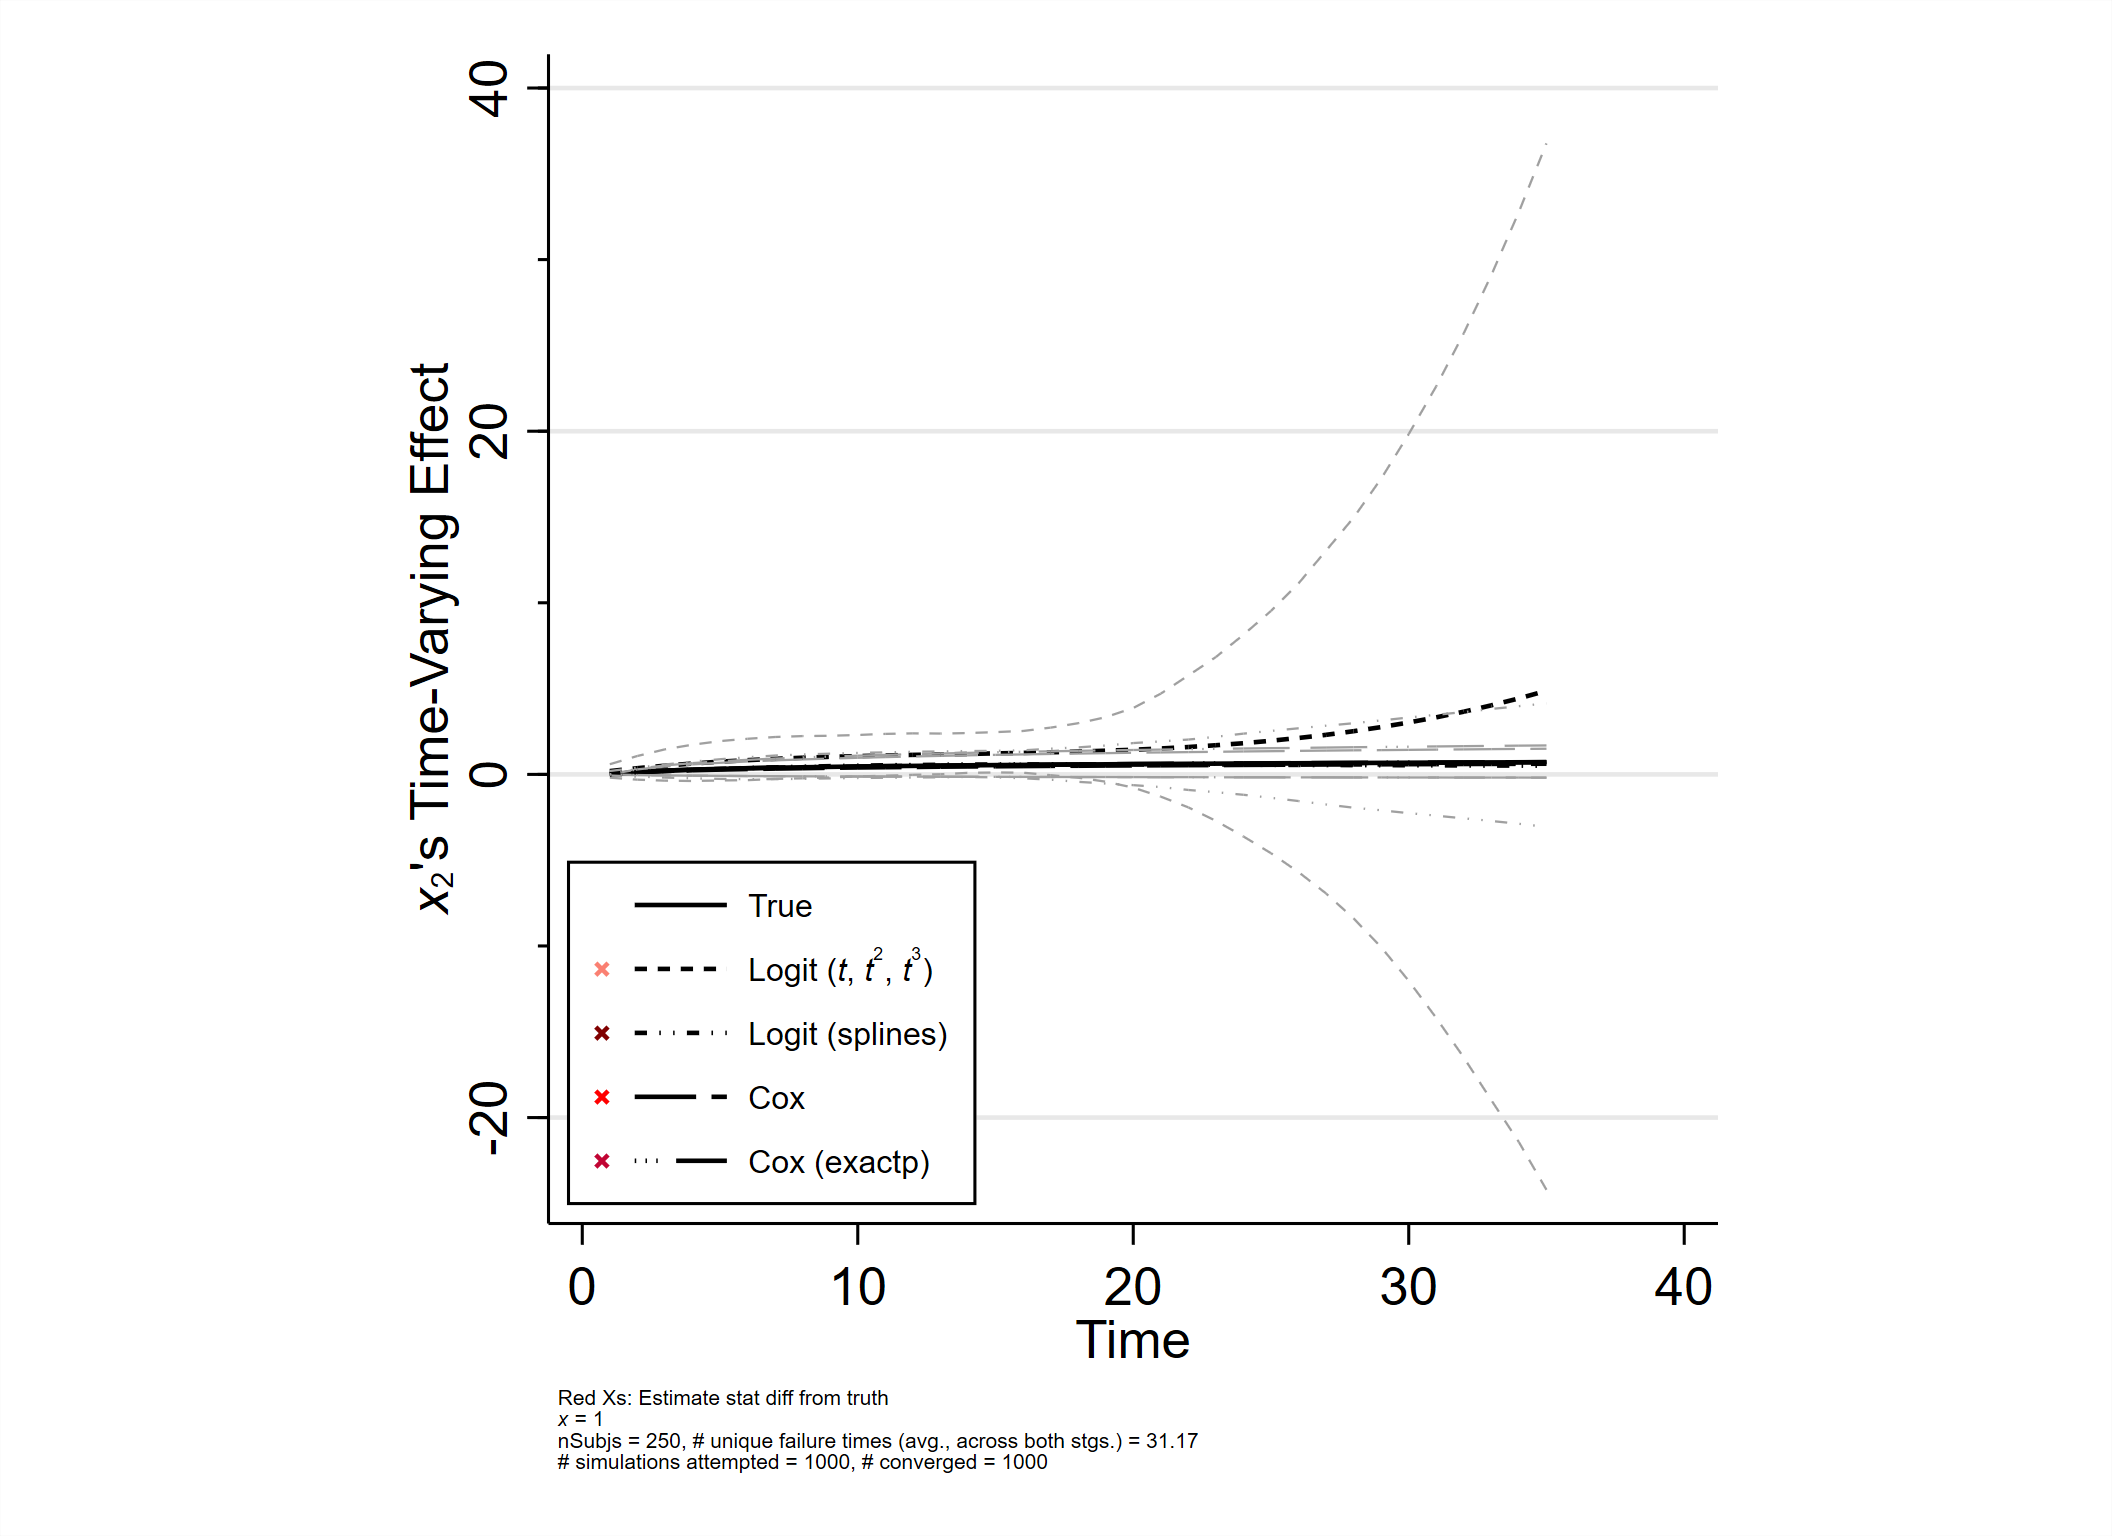 40
20
0
-20
x₂'s Time-Varying Effect
True
Logit (t, t², t³)
Logit (splines)
Cox
Cox (exactp)
0 10 20 30 40
Time
Red Xs: Estimate stat diff from truth
x = 1
nSubjs = 250, # unique failure times (avg., across both stgs.) = 31.17
# simulations attempted = 1000, # converged = 1000